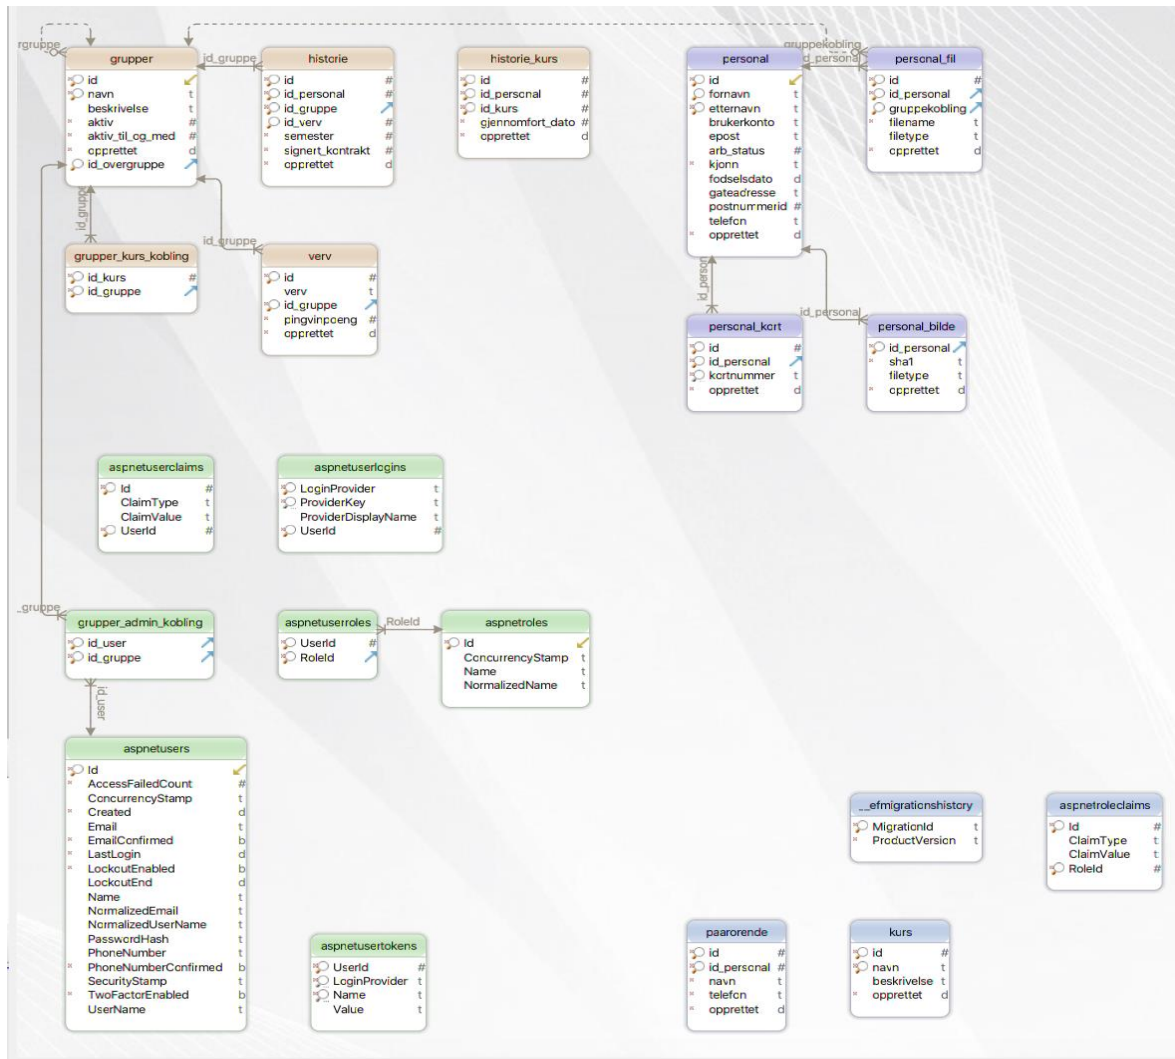 rgruppe
grupper
id #
navn t
beskrivelse t
aktiv #
aktiv_til_og_med #
opprettet d
id_overgruppe
id_gruppe
historie
id #
id_personal #
id_gruppe
id_verv #
semester #
signert_kontrakt #
opprettet d
historie_kurs
id #
id_personal #
id_kurs #
gjennomfort_dato #
opprettet d
personal
id
fornavn t
etternavn t
brukerkonto t
epost t
arb_status #
kjonn t
fodselsdato d
gateadresse t
postnummerid #
telefon t
opprettet d
gruppekobling
id_personal
personal_fil
id #
id_personal
gruppekobling
filename t
filetype t
opprettet d
id_gruppe
grupper_kurs_kobling
id_kurs #
id_gruppe
id_gruppe
verv
id #
verv t
id_gruppe
pingvinpoeng #
opprettet d
id_person
personal_kort
id #
id_personal
kortnummer t
opprettet d
id_personal
personal_bilde
id_personal
sha1 t
filetype t
opprettet d
aspnetuserclaims
Id #
ClaimType t
ClaimValue t
UserId #
aspnetuserlogins
LoginProvider t
ProviderKey t
ProviderDisplayName t
UserId #
_gruppe
grupper_admin_kobling
id_user
id_gruppe
aspnetuserroles
UserId #
RoleId
RoleId
aspnetroles
Id
ConcurrencyStamp t
Name t
NormalizedName t
id_user
aspnetusers
Id
AccessFailedCount #
ConcurrencyStamp t
Created d
Email t
EmailConfirmed b
LastLogin d
LockoutEnabled b
LockoutEnd d
Name t
NormalizedEmail t
NormalizedUserName t
PasswordHash t
PhoneNumber t
PhoneNumberConfirmed b
SecurityStamp t
TwoFactorEnabled b
UserName t
aspnetusertokens
UserId #
LoginProvider t
Name t
Value t
__efmigrationshistory
MigrationId t
ProductVersion t
aspnetroleclaims
Id #
ClaimType t
ClaimValue t
RoleId #
paarorende
id #
id_personal #
navn t
telefon t
opprettet d
kurs
id #
navn t
beskrivelse t
opprettet d